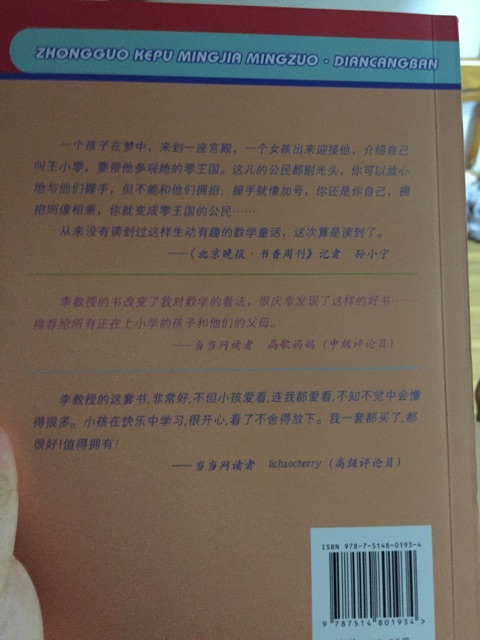 ZHONGGUO KEPU MINGJIA MINGZUO · DIANCANGBAN
一个孩子在梦中，来到一座宫殿，一个女孩出来迎接他，介绍自己
叫王小零，要带他参观她的零王国。这儿的公民都剃光头，你可以放心
地与他们握手，但不能和他们拥抱；握手就像加号，你还是你自己，拥
抱则像相乘，你就变成零王国的公民……
从来没有读到过这样生动有趣的数学童话，这次算是读到了。
——《北京晚报·书香周刊》记者 孙小宁
李教授的书改变了我对数学的看法，很庆幸发现了这样的好书……
推荐给所有正在上小学的孩子和他们的父母。
——当当网读者 高歌妈妈（中级评论员）
李教授的这套书,非常好,不但小孩爱看,连我都爱看,不知不觉中会懂
得很多。小孩在快乐中学习,很开心,看了不舍得放下。我一套都买了,都
很好!值得拥有!
——当当网读者 lichaocherry（高级评论员）
ISBN 978-7-5148-0193-4
9 787514 801934 >